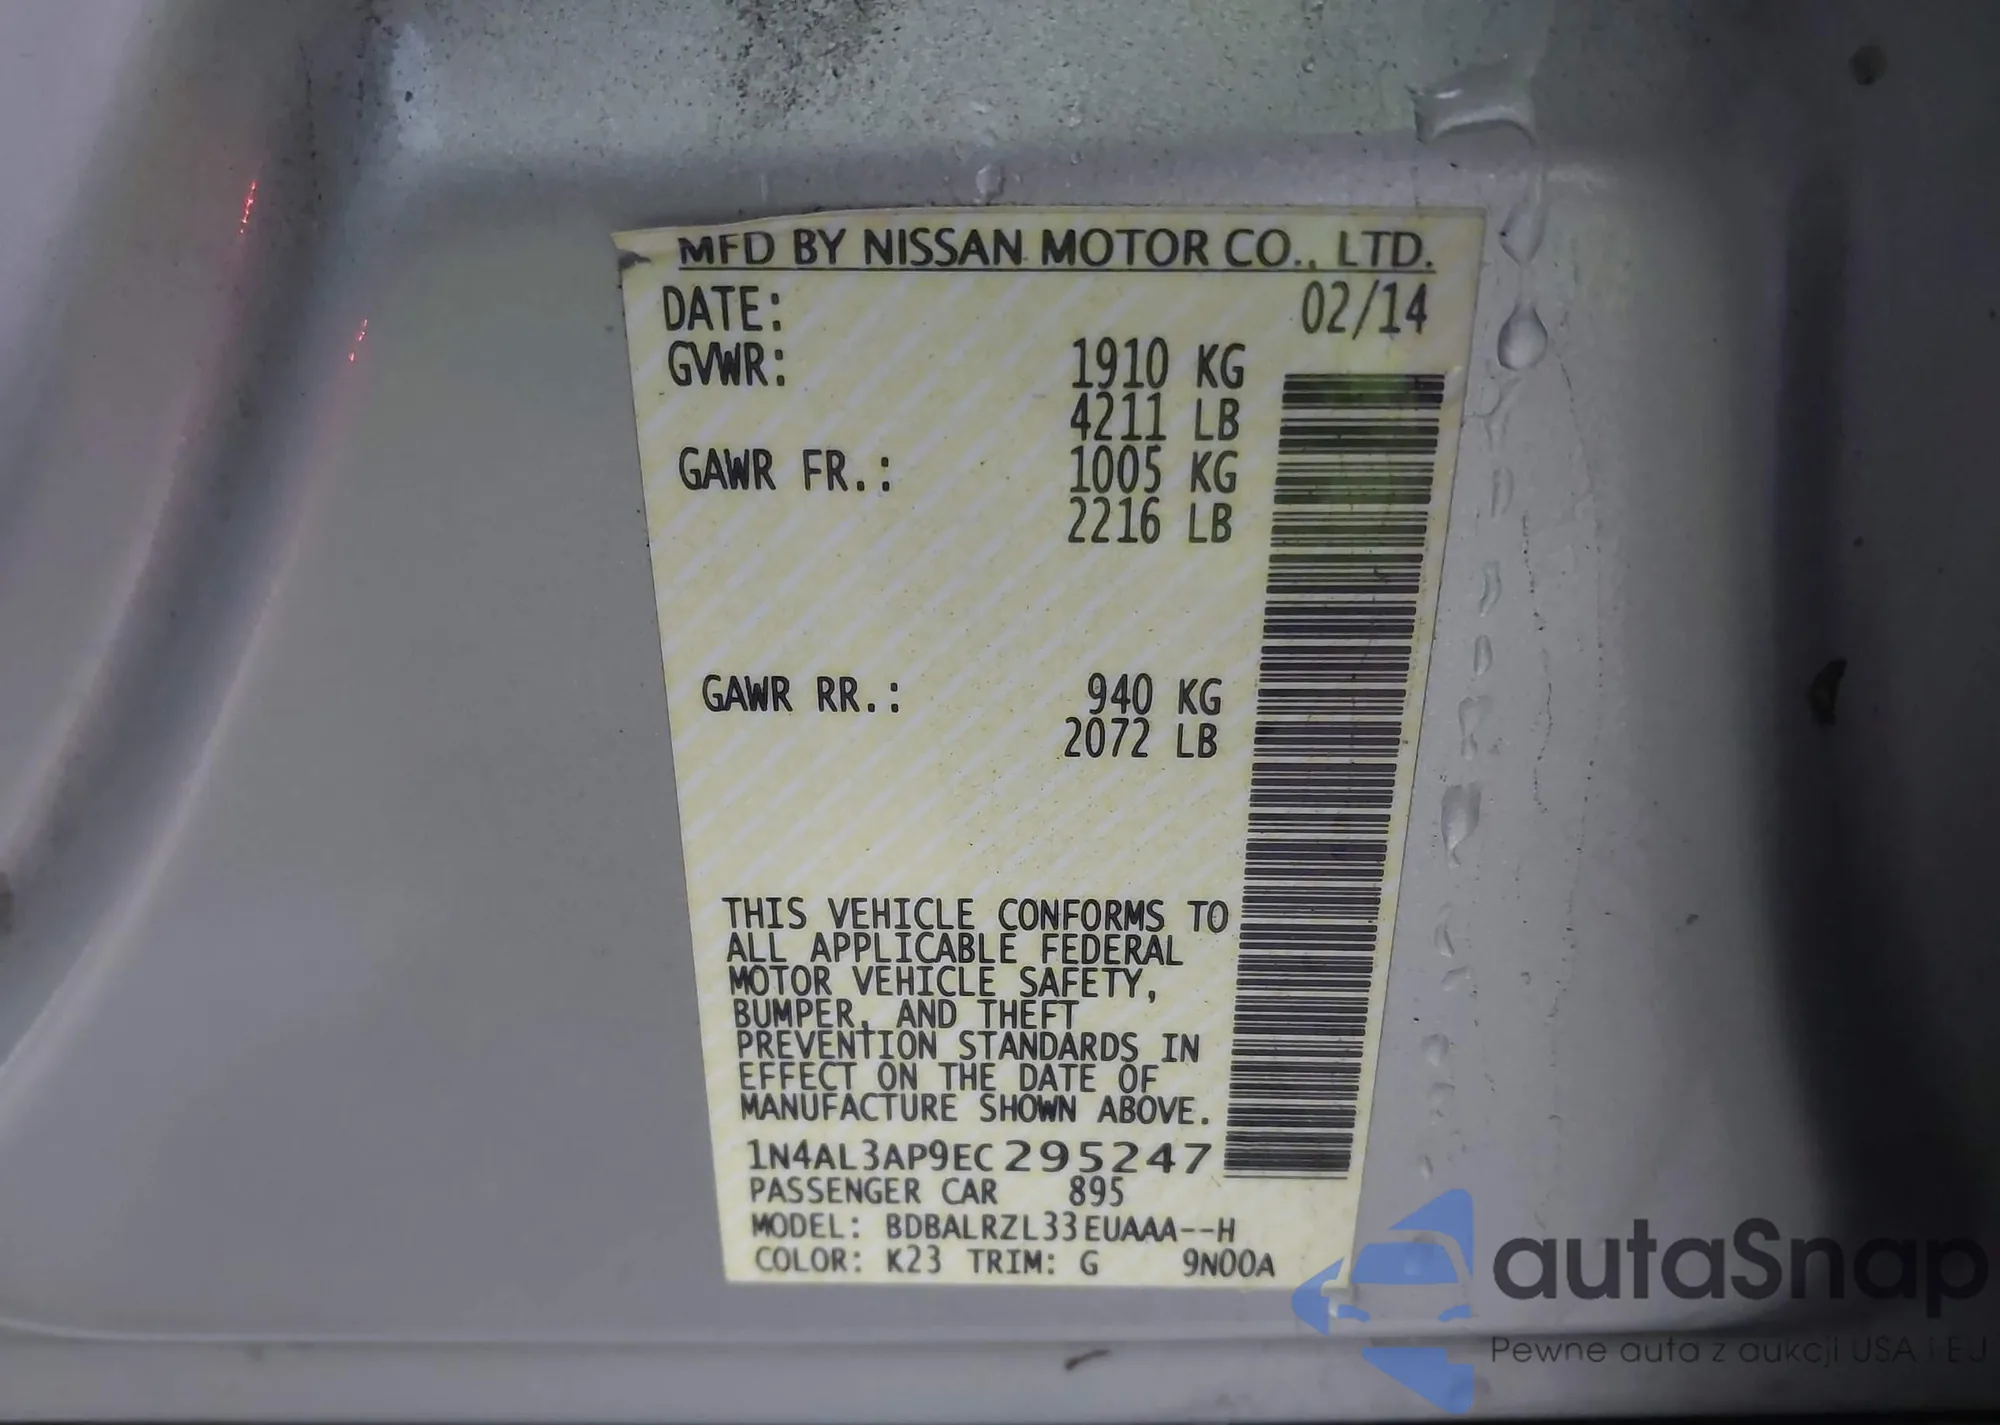 MFD BY NISSAN MOTOR CO., LTD.
DATE: 02/14
GVWR: 1910 KG
4211 LB
GAWR FR.: 1005 KG
2216 LB
GAWR RR.: 940 KG
2072 LB
THIS VEHICLE CONFORMS TO
ALL APPLICABLE FEDERAL
MOTOR VEHICLE SAFETY,
BUMPER, AND THEFT
PREVENTION STANDARDS IN
EFFECT ON THE DATE OF
MANUFACTURE SHOWN ABOVE.
1N4AL3AP9EC295247
PASSENGER CAR 895
MODEL: BDBALRZL33EUAAA--H
COLOR: K23 TRIM: G 9N00A
autaSnap
Pewne auta z aukcji USA i EU